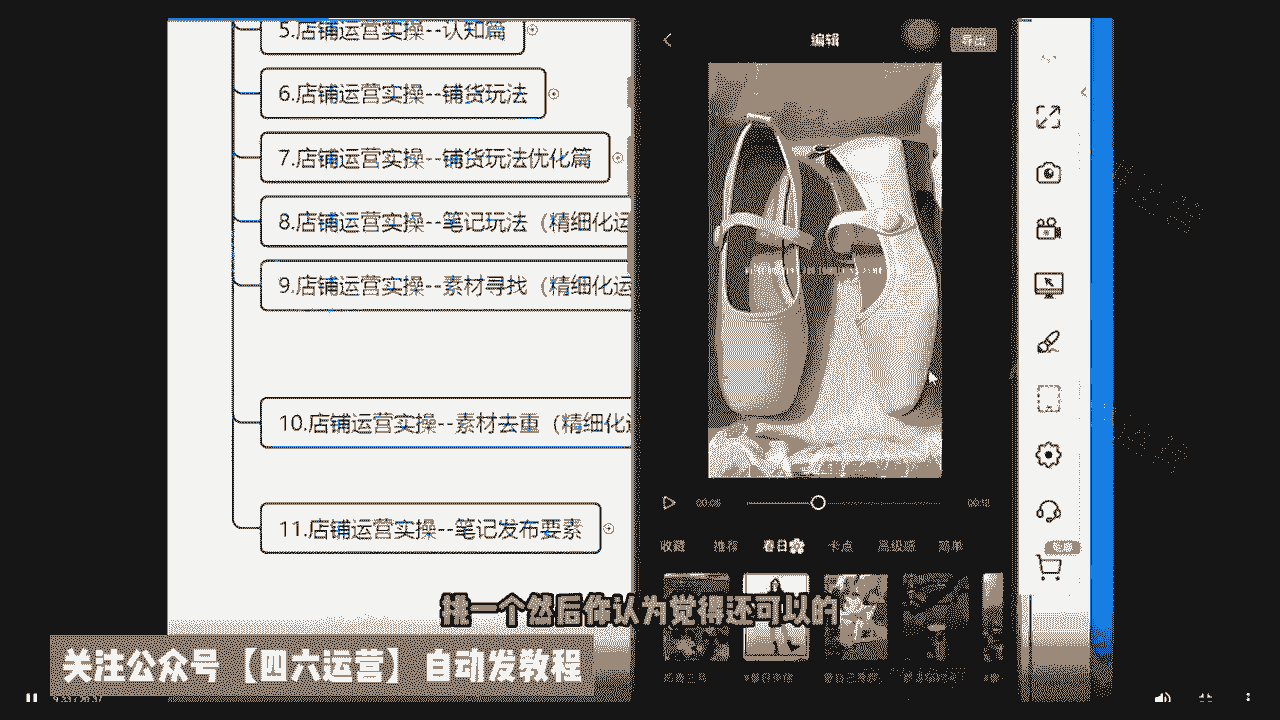 5.店铺运营实操--认知篇
6.店铺运营实操--铺货玩法
7.店铺运营实操--铺货玩法优化篇
8.店铺运营实操--笔记玩法（精细化运
9.店铺运营实操--素材寻找（精细化运
10.店铺运营实操--素材去重（精细化运
11.店铺运营实操--笔记发布要素
编辑
导出
收藏 推荐 春日 卡点 高级感 简单
挑一个然后你认为觉得还可以的
关注公众号【四六运营】自动发教程